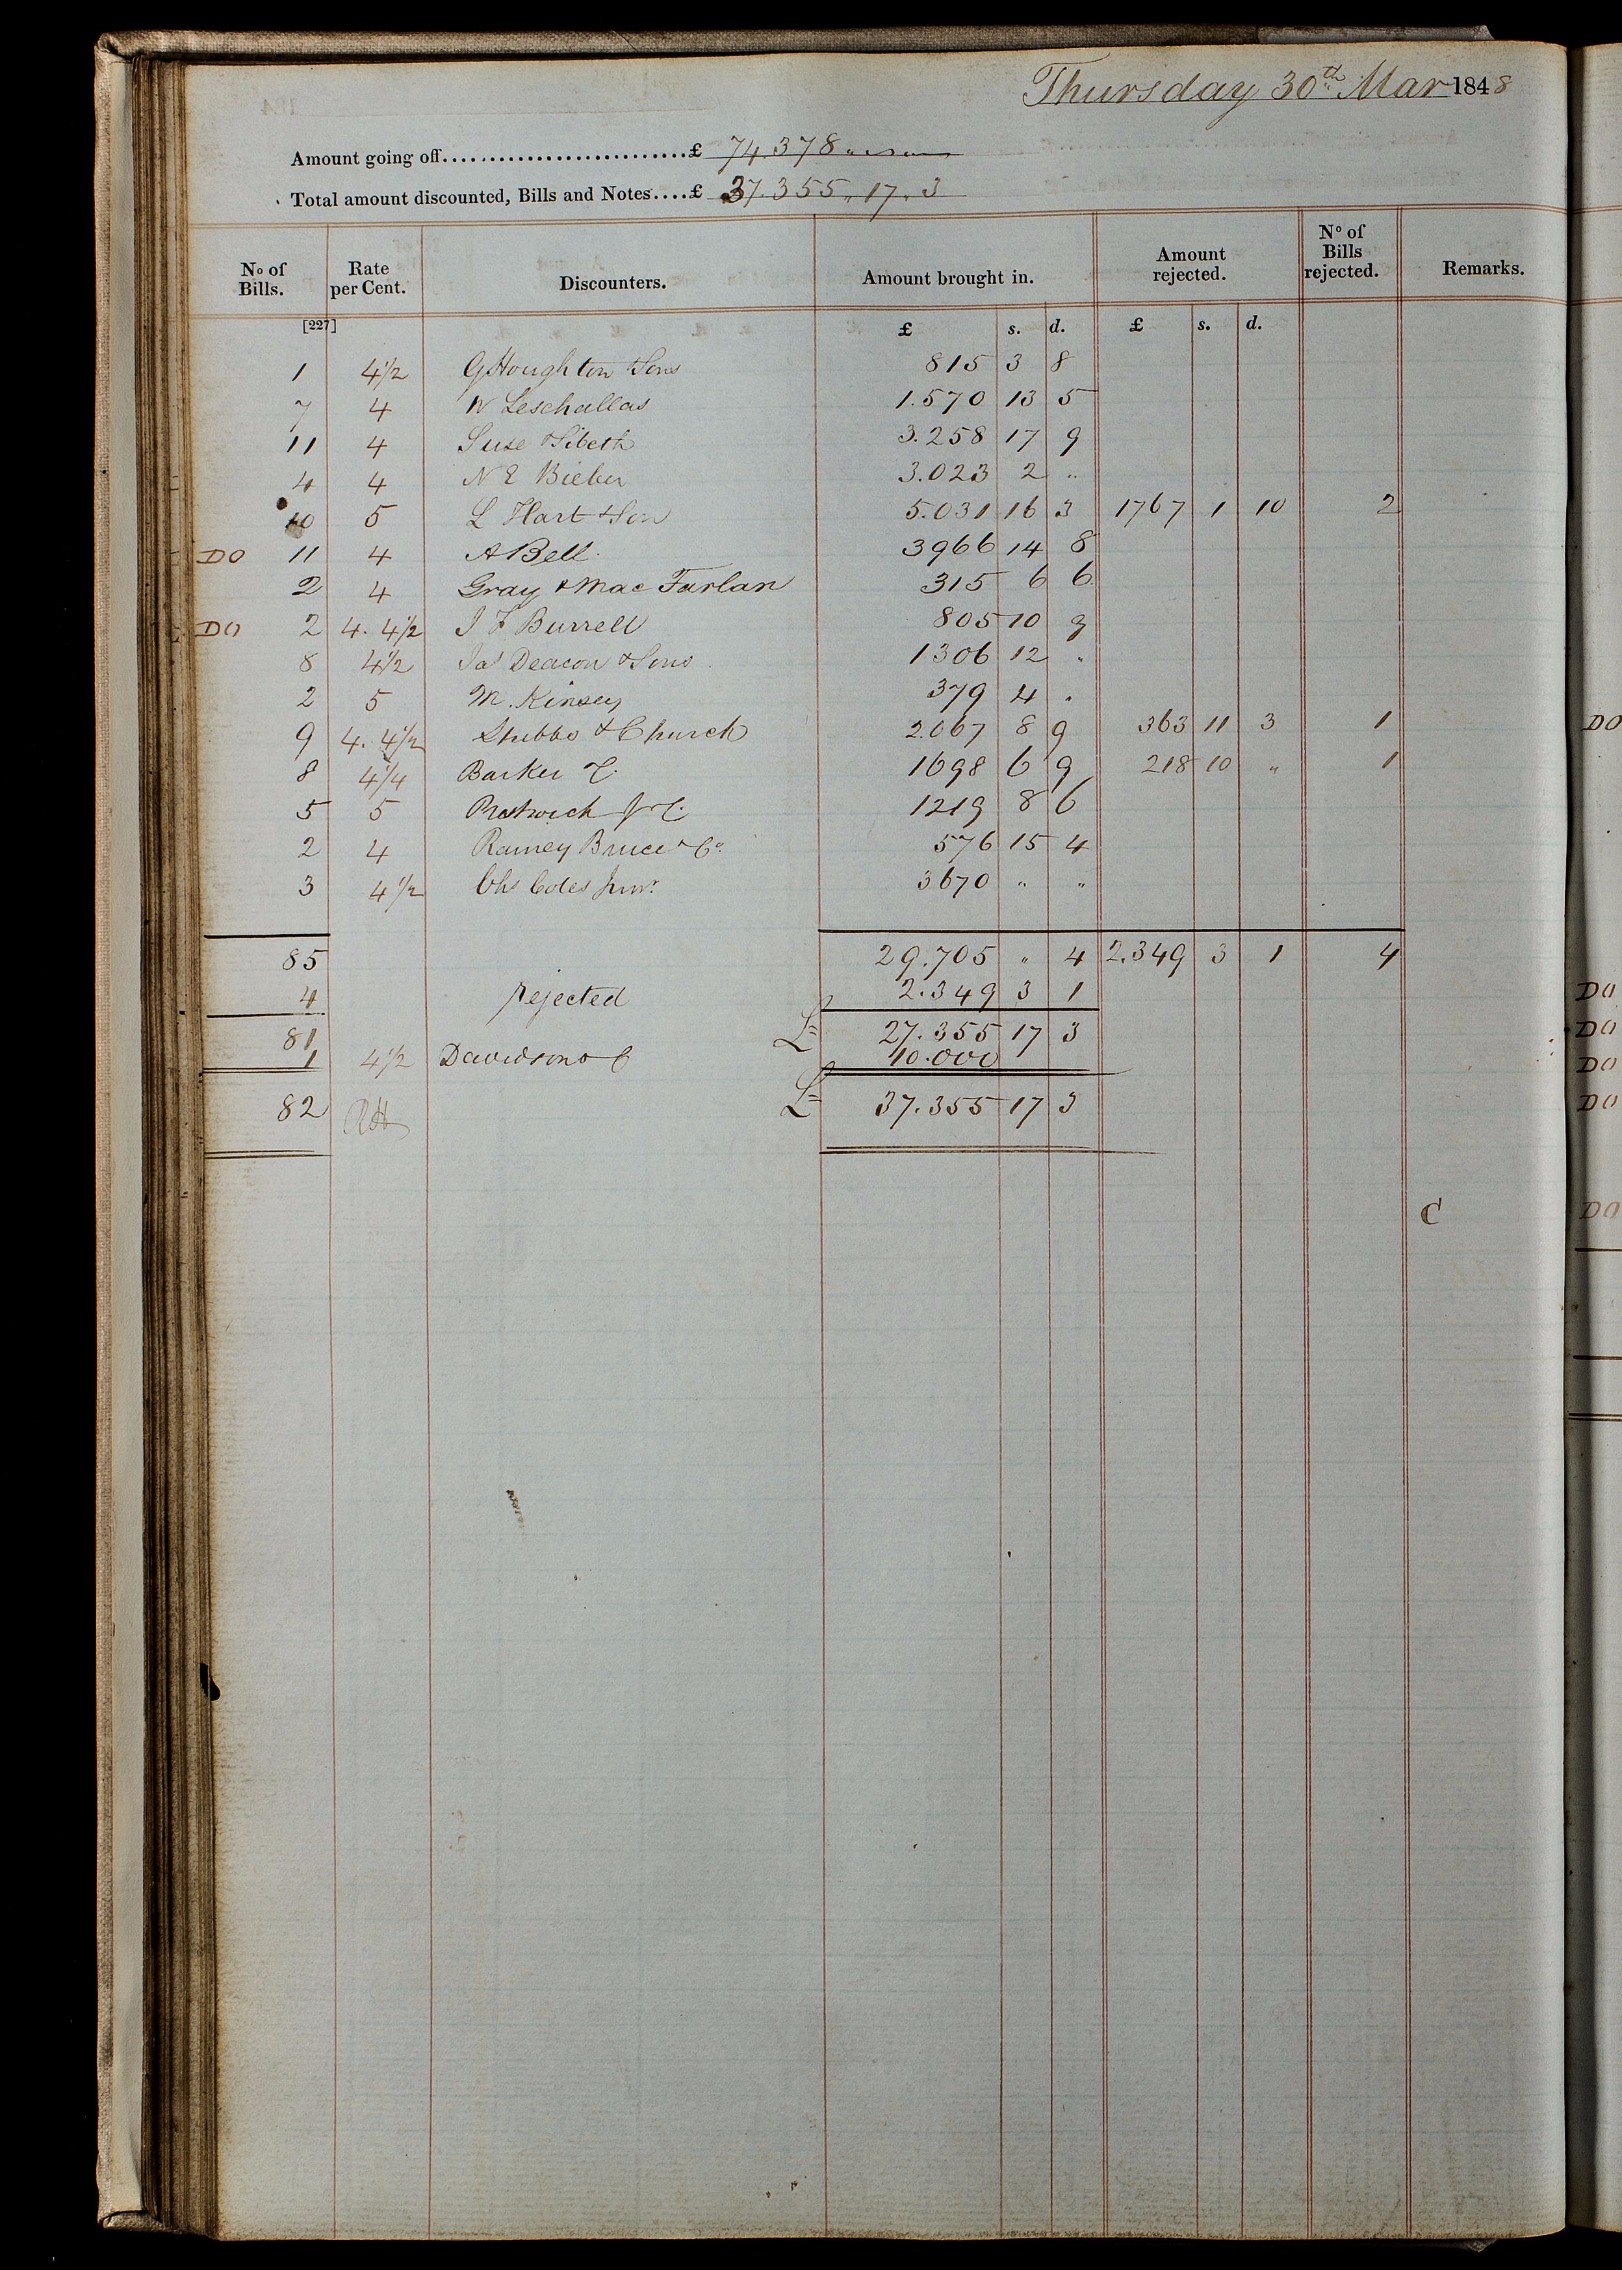 Thursday 30th Mar 1848
Amount going off........................£ 74.378 " "
Total amount discounted, Bills and Notes....£ 37.355 " 17 " 3
No of Bills. Rate per Cent. Discounters. Amount brought in. Amount rejected. No of Bills rejected. Remarks.
[227] £ s. d. £ s. d.
1 4½ G Houghton & Sons 815 3 8
7 4 W Leschallas 1.570 13 5
11 4 Suse & Sibeth 3.258 17 9
4 4 N E Bieber 3.023 2 "
10 5 L Hart & Son 5.031 16 3 1767 1 10 2
DO 11 4 A Bell 3966 14 8
2 4 Gray & Mac Farlan 315 6 6
DO 2 4. 4½ J F Burrell 805 10 9
8 4½ Jas Deacon & Sons 1306 12 "
2 5 M. Kinsey 379 4 "
9 4. 4½ Stubbs & Church 2.067 8 9 363 11 3 1
8 4¼ Barker 1698 6 9 218 10 " 1
5 5 Prestwich 1219 8 6
2 4 Ramey Bruce & Co. 576 15 4
3 4½ Chs Coles Junr. 3670 " "
85 29.705 " 4 2.349 3 1 4
4 rejected 2.349 3 1
81 £ 27.355 17 3
1 4½ Davidsons 10.000
82 RH £ 37.355 17 3
C
DO
DO
DO
DO
DO
DO